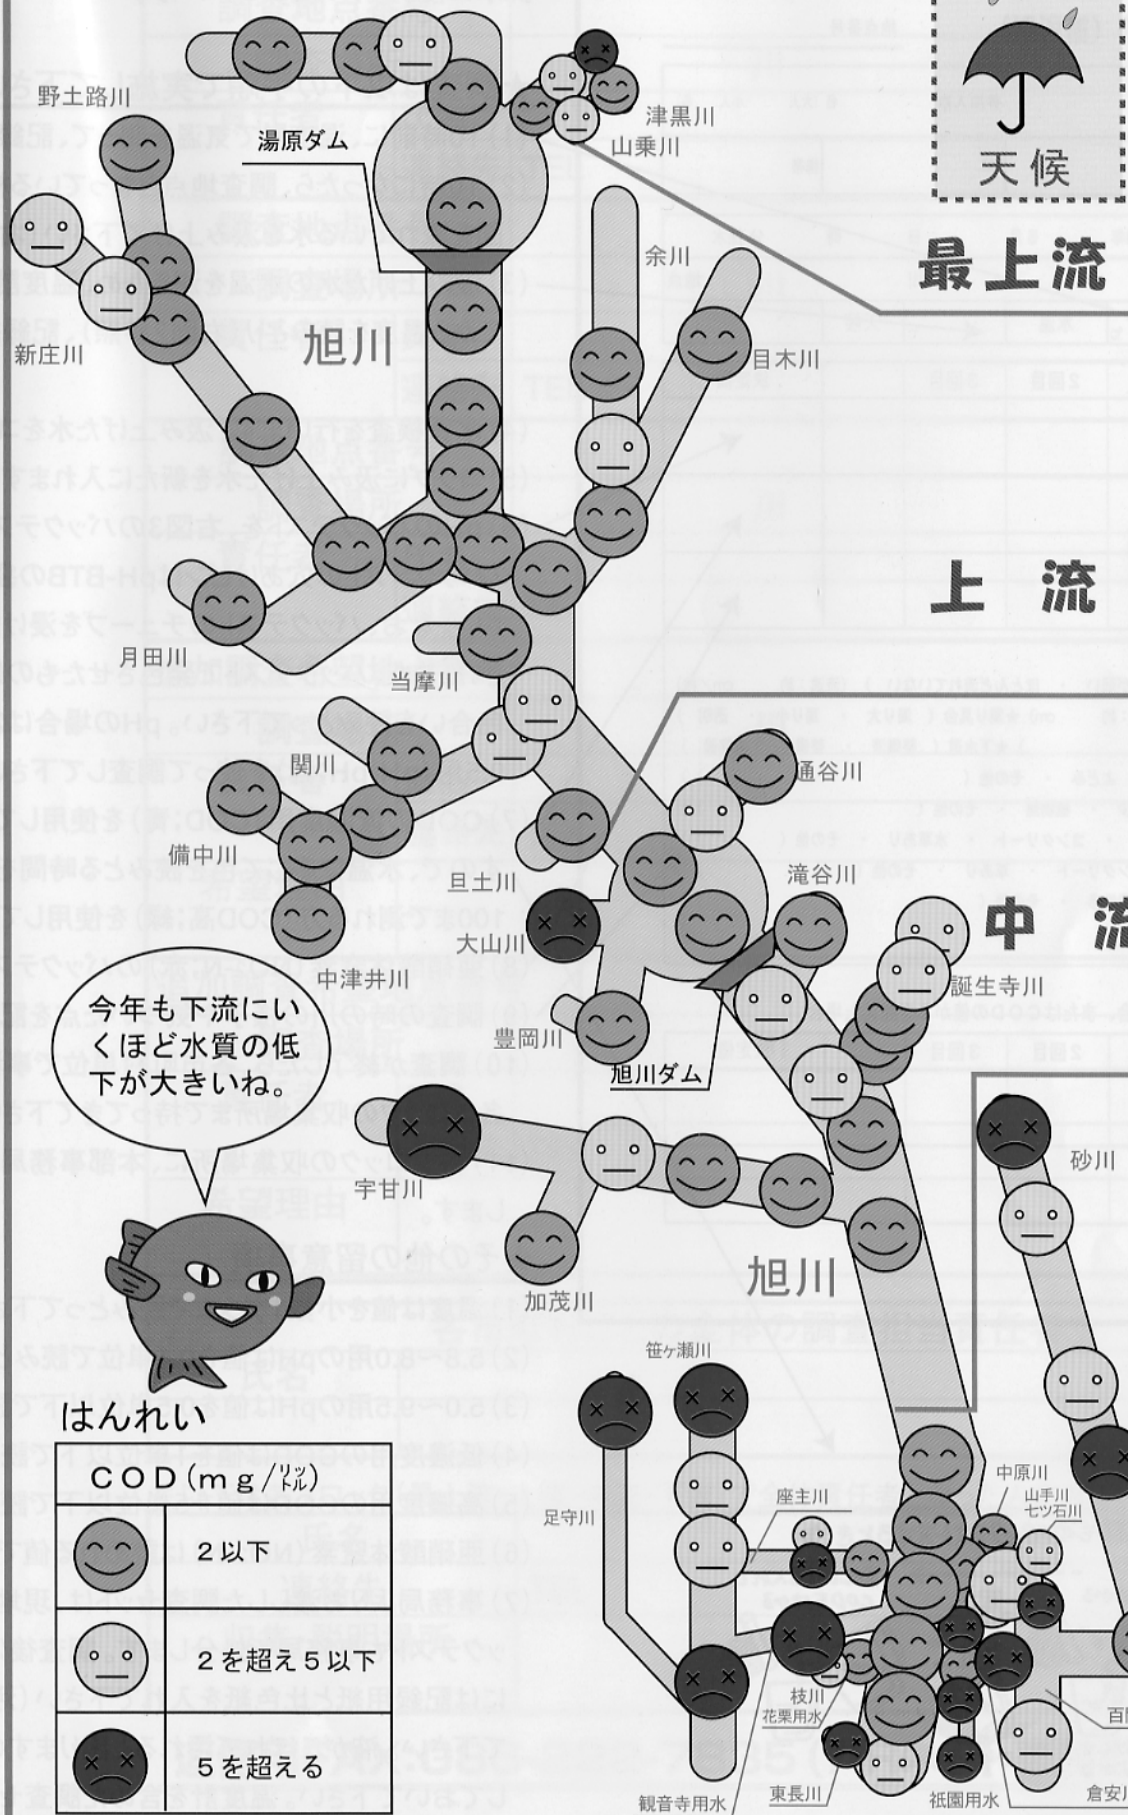 野土路川
湯原ダム
津黒川
山乗川
天候
最上流
余川
新庄川
旭川
目木川
上流
月田川
当摩川
関川
通谷川
備中川
旦土川
滝谷川
大山川
中流
中津井川
誕生寺川
今年も下流にい
くほど水質の低
下が大きいね。
豊岡川
旭川ダム
砂川
宇甘川
旭川
加茂川
笹ヶ瀬川
はんれい
COD(mg/㍑)
中原川
座主川
山手川
七ツ石川
足守川
2以下
2を超え5以下
枝川
花栗用水
5を超える
東長川
祇園用水
観音寺用水